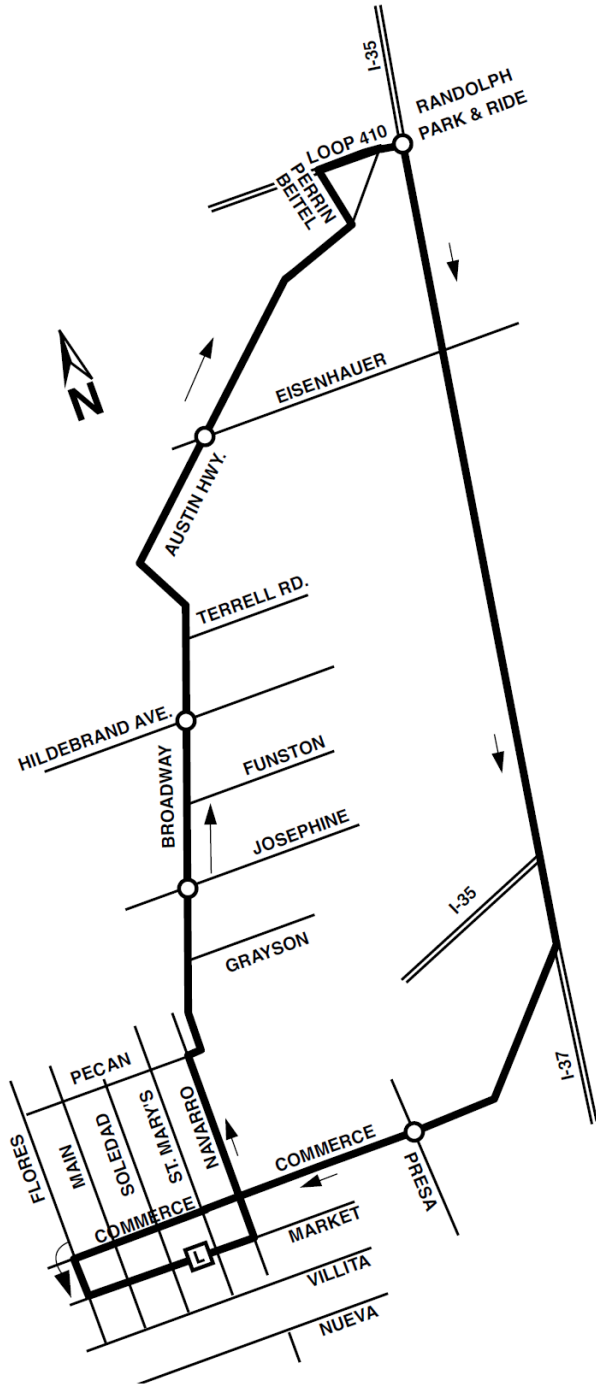 I-35
RANDOLPH
PARK & RIDE
LOOP 410
PERRIN
BEITEL
N
EISENHAUER
AUSTIN HWY.
TERRELL RD.
HILDEBRAND AVE.
FUNSTON
BROADWAY
JOSEPHINE
I-35
GRAYSON
I-37
PECAN
FLORES
MAIN
SOLEDAD
ST. MARY'S
NAVARRO
COMMERCE
PRESA
COMMERCE
MARKET
L
VILLITA
NUEVA